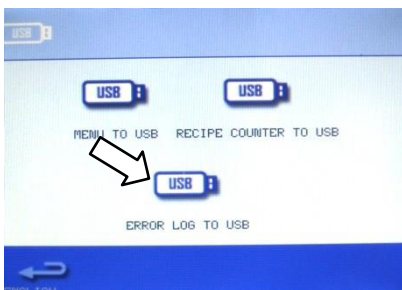 USB
USB USB
MENU TO USB RECIPE COUNTER TO USB
USB
ERROR LOG TO USB